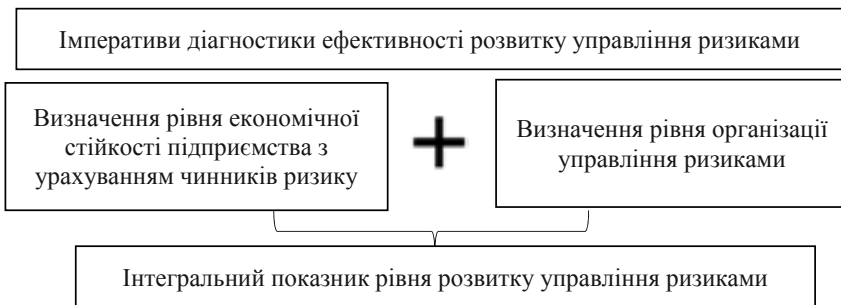 Імперативи діагностики ефективності розвитку управління ризиками
Визначення рівня економічної
стійкості підприємства з
урахуванням чинників ризику
+
Визначення рівня організації
управління ризиками
Інтегральний показник рівня розвитку управління ризиками